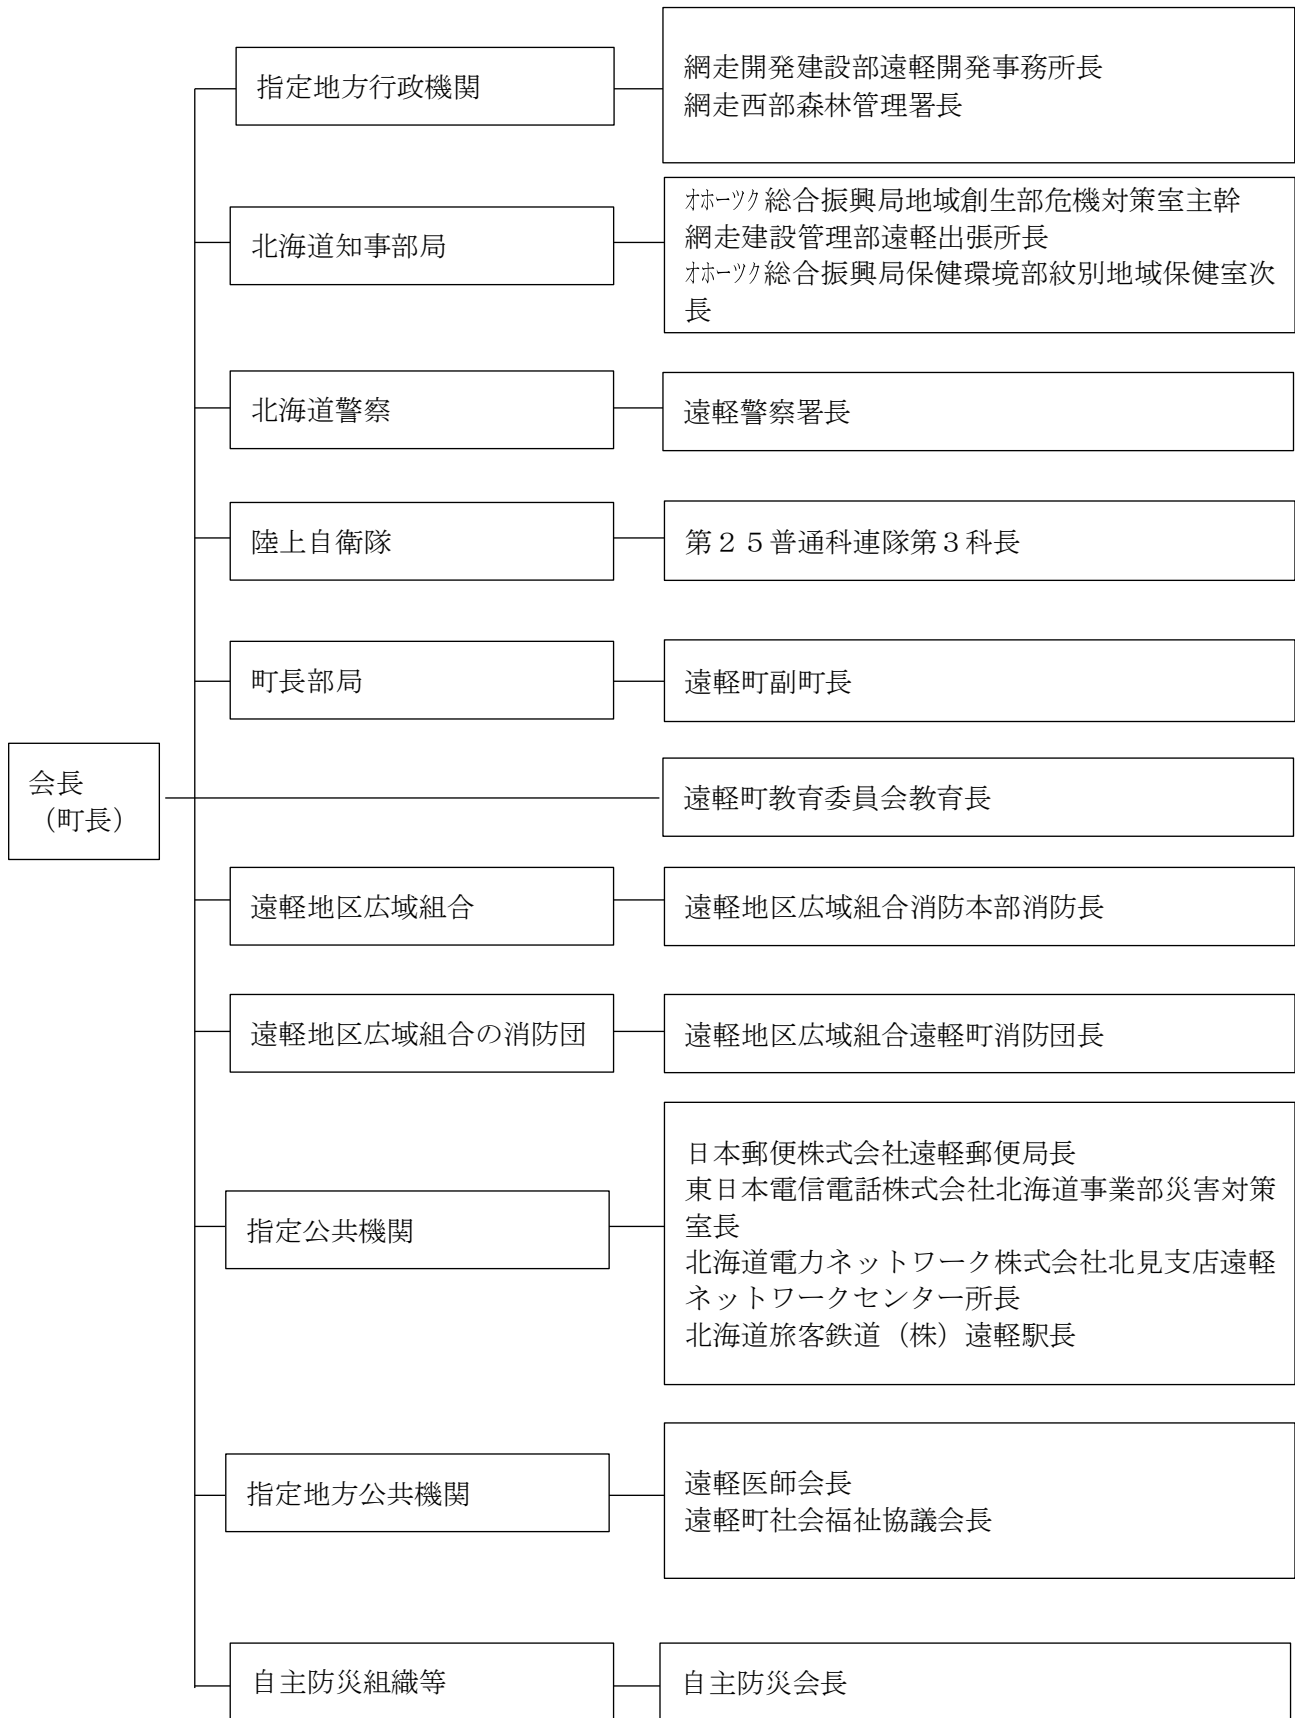 指定地方行政機関
網走開発建設部遠軽開発事務所長
網走西部森林管理署長
北海道知事部局
ｵﾎｰﾂｸ総合振興局地域創生部危機対策室主幹
網走建設管理部遠軽出張所長
ｵﾎｰﾂｸ総合振興局保健環境部紋別地域保健室次
長
北海道警察
遠軽警察署長
陸上自衛隊
第２５普通科連隊第３科長
町長部局
遠軽町副町長
会長
（町長）
遠軽町教育委員会教育長
遠軽地区広域組合
遠軽地区広域組合消防本部消防長
遠軽地区広域組合の消防団
遠軽地区広域組合遠軽町消防団長
指定公共機関
日本郵便株式会社遠軽郵便局長
東日本電信電話株式会社北海道事業部災害対策
室長
北海道電力ネットワーク株式会社北見支店遠軽
ネットワークセンター所長
北海道旅客鉄道（株）遠軽駅長
指定地方公共機関
遠軽医師会長
遠軽町社会福祉協議会長
自主防災組織等
自主防災会長